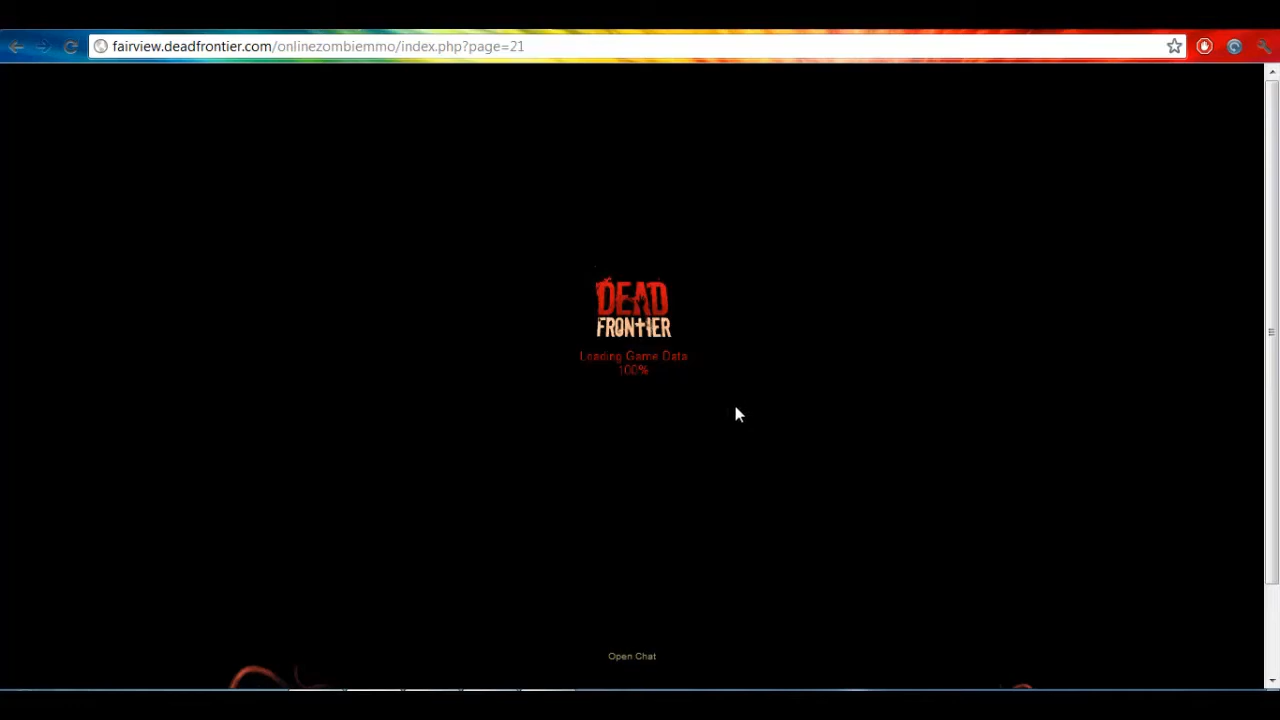 fairview.deadfrontier.com/onlinezombiemmo/index.php?page=21
DEAD
FRONTIER
Loading Game Data
100%
Open Chat